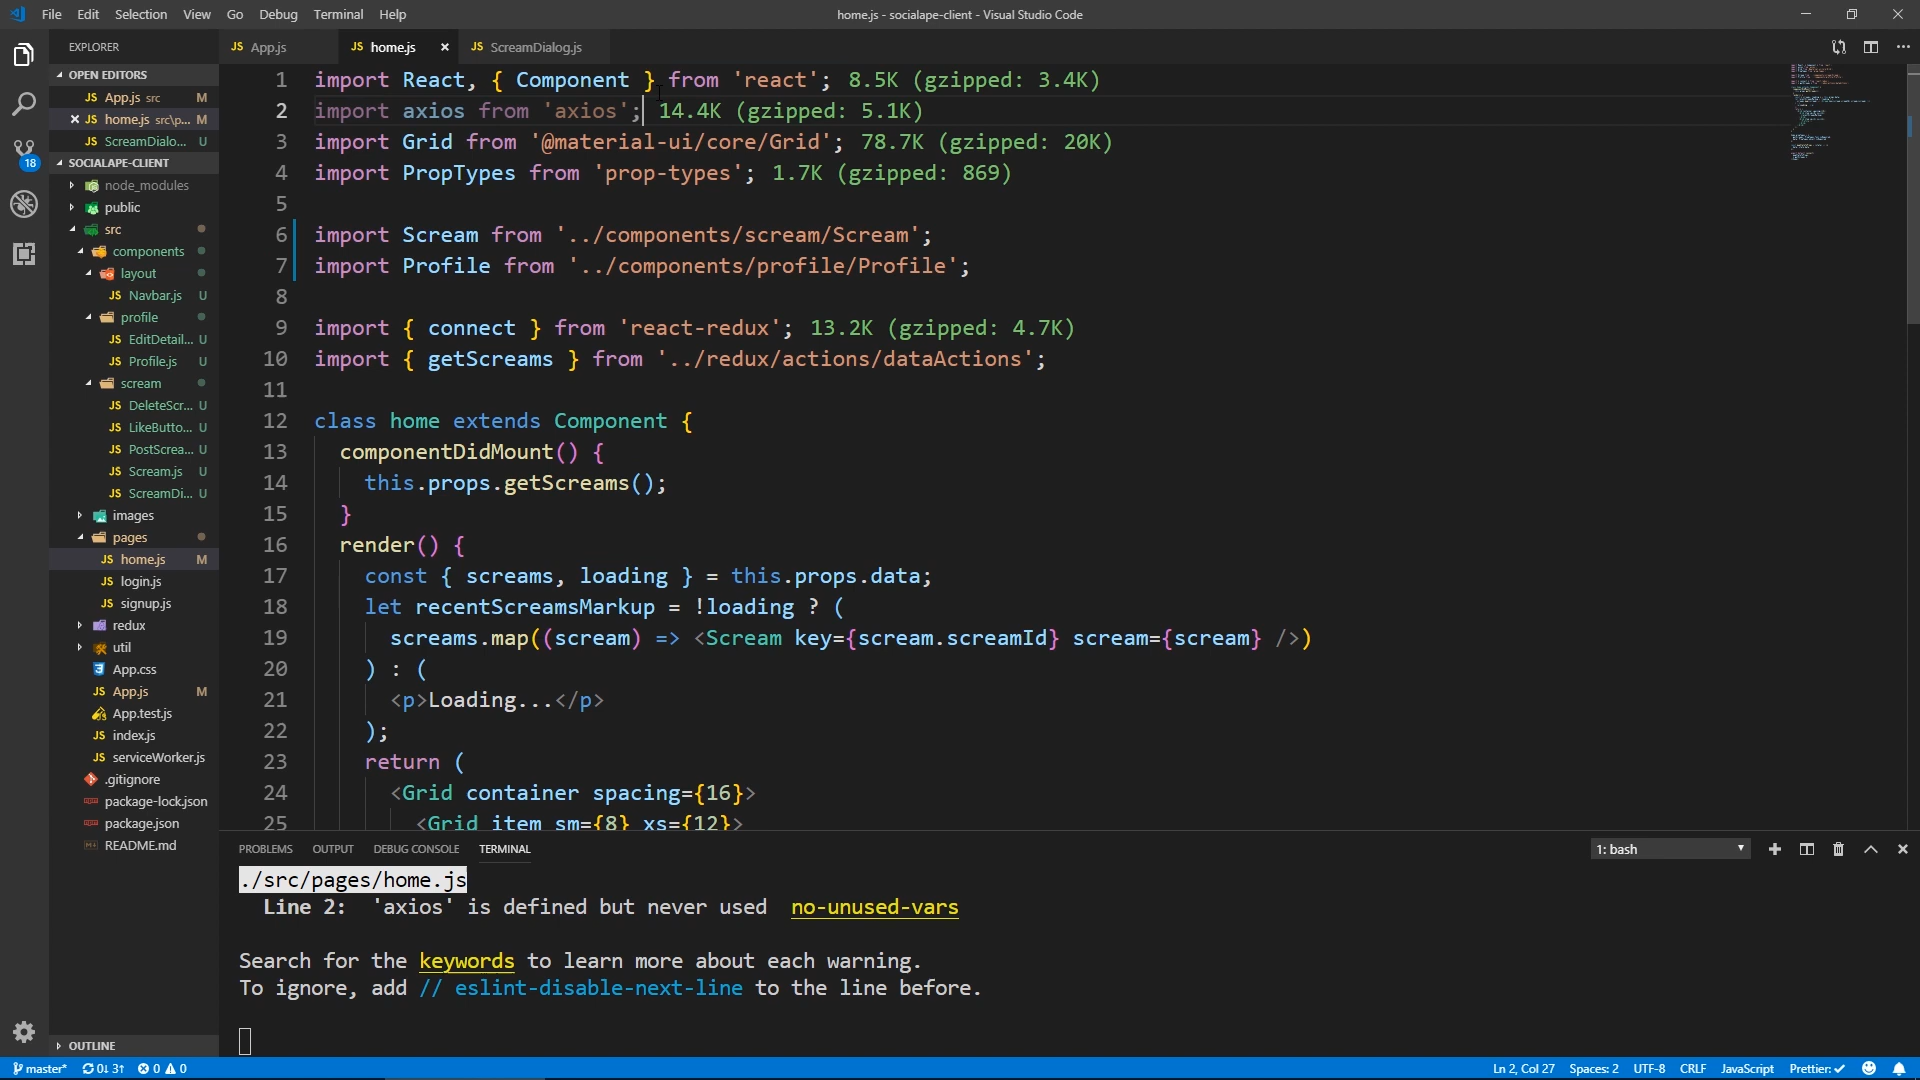 File Edit Selection View Go Debug Terminal Help
home.js - socialape-client - Visual Studio Code
EXPLORER
OPEN EDITORS
JS App.js src M
JS home.js src\p... M
JS ScreamDialo... U
18
SOCIALAPE-CLIENT
node_modules
public
src
components
layout
JS Navbar.js U
profile
JS EditDetail... U
JS Profile.js U
scream
JS DeleteScr... U
JS LikeButto... U
JS PostScrea... U
JS Scream.js U
JS ScreamDi... U
images
pages
JS home.js M
JS login.js
JS signup.js
redux
util
App.css
JS App.js M
App.test.js
JS index.js
JS serviceWorker.js
.gitignore
package-lock.json
package.json
README.md
OUTLINE
JS App.js
JS home.js
JS ScreamDialog.js
1 import React, { Component } from 'react'; 8.5K (gzipped: 3.4K)
2 import axios from 'axios'; 14.4K (gzipped: 5.1K)
3 import Grid from '@material-ui/core/Grid'; 78.7K (gzipped: 20K)
4 import PropTypes from 'prop-types'; 1.7K (gzipped: 869)
5
6 import Scream from '../components/scream/Scream';
7 import Profile from '../components/profile/Profile';
8
9 import { connect } from 'react-redux'; 13.2K (gzipped: 4.7K)
10 import { getScreams } from '../redux/actions/dataActions';
11
12 class home extends Component {
13 componentDidMount() {
14 this.props.getScreams();
15 }
16 render() {
17 const { screams, loading } = this.props.data;
18 let recentScreamsMarkup = !loading ? (
19 screams.map((scream) => <Scream key={scream.screamId} scream={scream} />)
20 ) : (
21 <p>Loading...</p>
22 );
23 return (
24 <Grid container spacing={16}>
25 <Grid item sm={8} xs={12}>
PROBLEMS OUTPUT DEBUG CONSOLE TERMINAL
1: bash
./src/pages/home.js
Line 2: 'axios' is defined but never used no-unused-vars
Search for the keywords to learn more about each warning.
To ignore, add // eslint-disable-next-line to the line before.
master* 0↓ 3↑ 0 0
Ln 2, Col 27 Spaces: 2 UTF-8 CRLF JavaScript Prettier: ✓